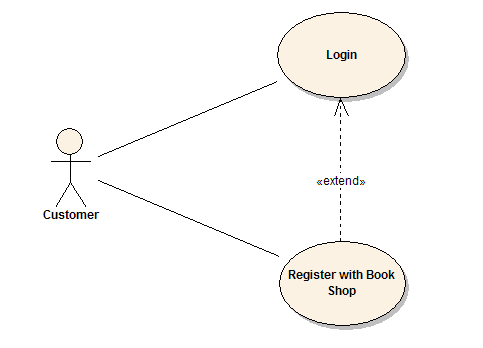 Login
«extend»
Customer
Register with Book
Shop